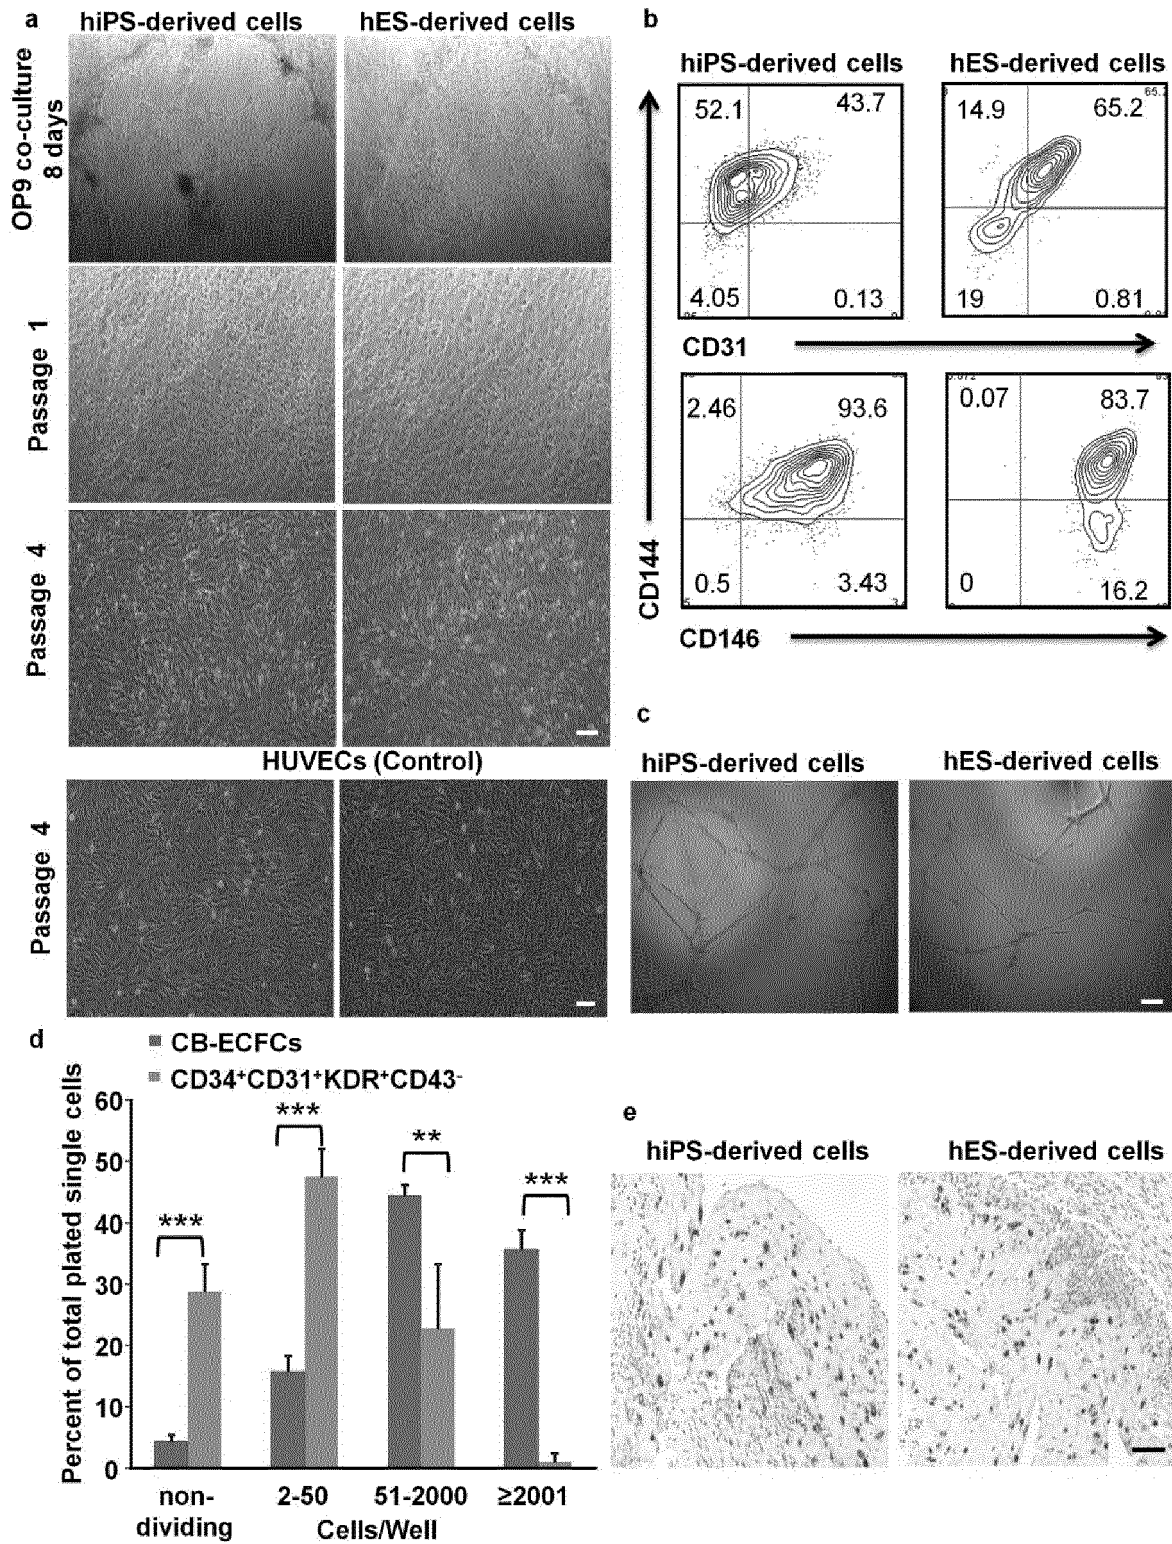 a
hiPS-derived cells
hES-derived cells
OP9 co-culture
8 days
Passage 1
Passage 4
HUVECs (Control)
Passage 4
b
hiPS-derived cells
hES-derived cells
52.1
43.7
4.05
0.13
14.9
65.2
19
0.81
CD31
2.46
93.6
0.5
3.43
0.07
83.7
0
16.2
CD144
CD146
c
hiPS-derived cells
hES-derived cells
d
CB-ECFCs
CD34⁺CD31⁺KDR⁺CD43⁻
Percent of total plated single cells
60
50
40
30
20
10
0
***
***
**
***
non-dividing
2-50
51-2000
≥2001
Cells/Well
e
hiPS-derived cells
hES-derived cells